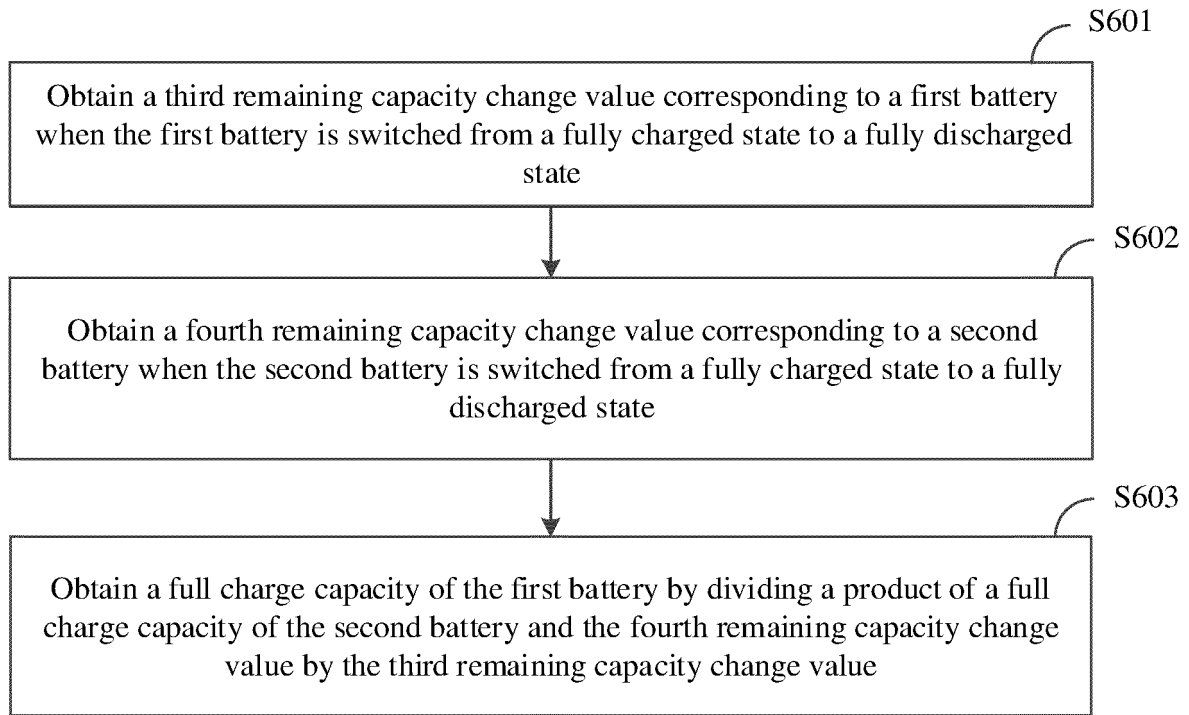 S601
Obtain a third remaining capacity change value corresponding to a first battery
when the first battery is switched from a fully charged state to a fully discharged
state
S602
Obtain a fourth remaining capacity change value corresponding to a second
battery when the second battery is switched from a fully charged state to a fully
discharged state
S603
Obtain a full charge capacity of the first battery by dividing a product of a full
charge capacity of the second battery and the fourth remaining capacity change
value by the third remaining capacity change value